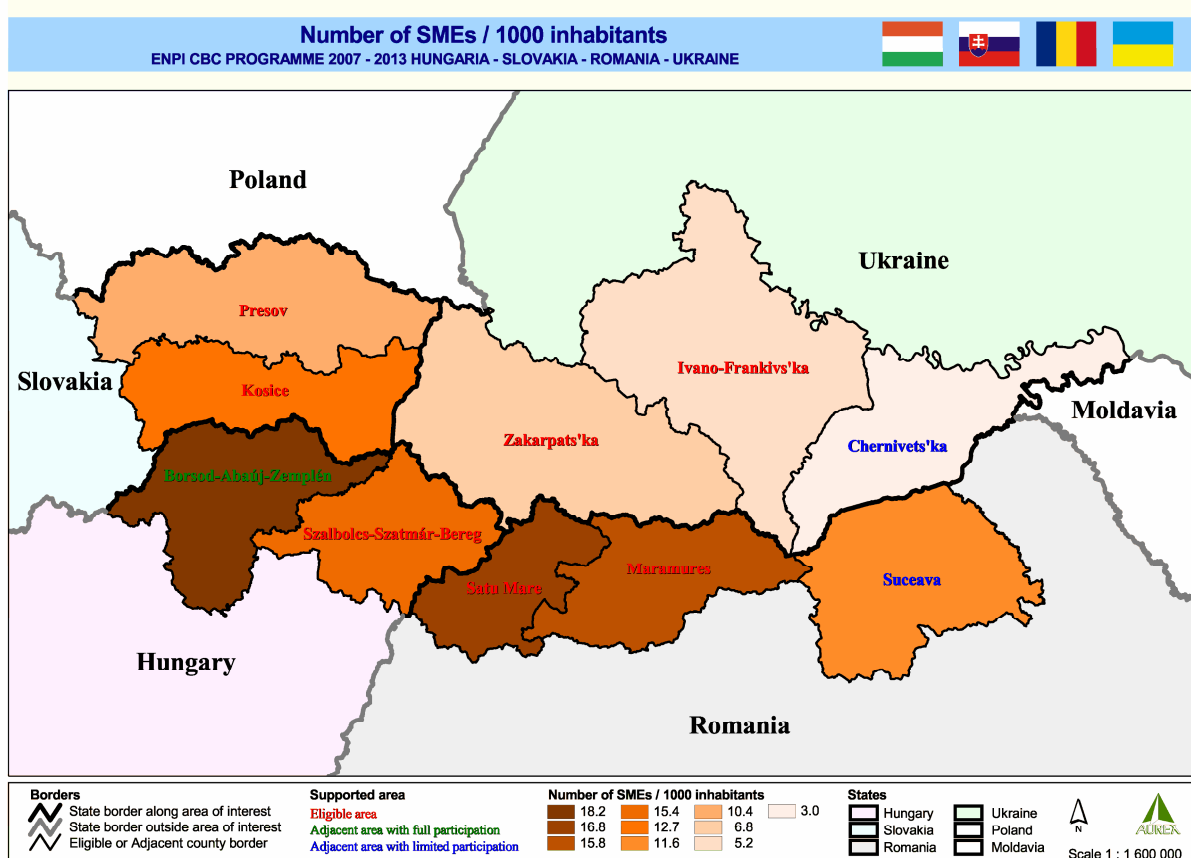 Number of SMEs / 1000 inhabitants
ENPI CBC PROGRAMME 2007 - 2013 HUNGARIA - SLOVAKIA - ROMANIA - UKRAINE
Poland
Ukraine
Presov
Ivano-Frankivs'ka
Slovakia
Kosice
Moldavia
Zakarpats'ka
Chernivets'ka
Borsod-Abaúj-Zemplén
Szalbolcs-Szatmár-Bereg
Maramures
Satu Mare
Suceava
Hungary
Romania
Borders
State border along area of interest
State border outside area of interest
Eligible or Adjacent county border
Supported area
Eligible area
Adjacent area with full participation
Adjacent area with limited participation
Number of SMEs / 1000 inhabitants
18.2 15.4 10.4 3.0
16.8 12.7 6.8
15.8 11.6 5.2
States
Hungary Ukraine
Slovakia Poland
Romania Moldavia
N
AUREA
Scale 1 : 1 600 000